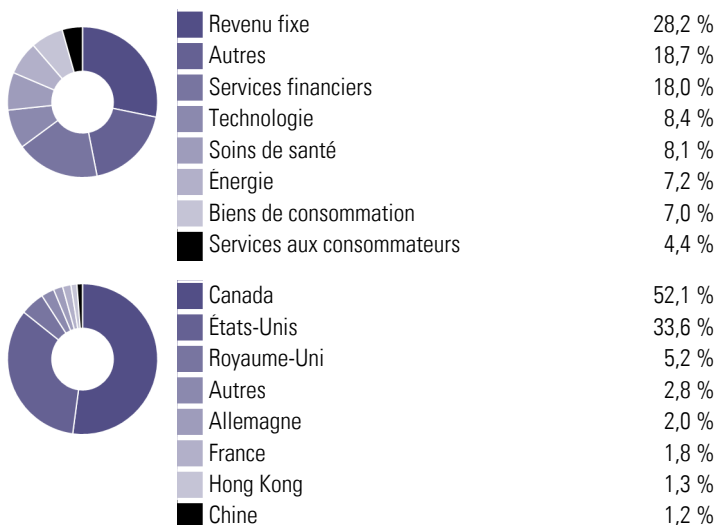 Revenu fixe 28,2 %
Autres 18,7 %
Services financiers 18,0 %
Technologie 8,4 %
Soins de santé 8,1 %
Énergie 7,2 %
Biens de consommation 7,0 %
Services aux consommateurs 4,4 %
Canada 52,1 %
États-Unis 33,6 %
Royaume-Uni 5,2 %
Autres 2,8 %
Allemagne 2,0 %
France 1,8 %
Hong Kong 1,3 %
Chine 1,2 %